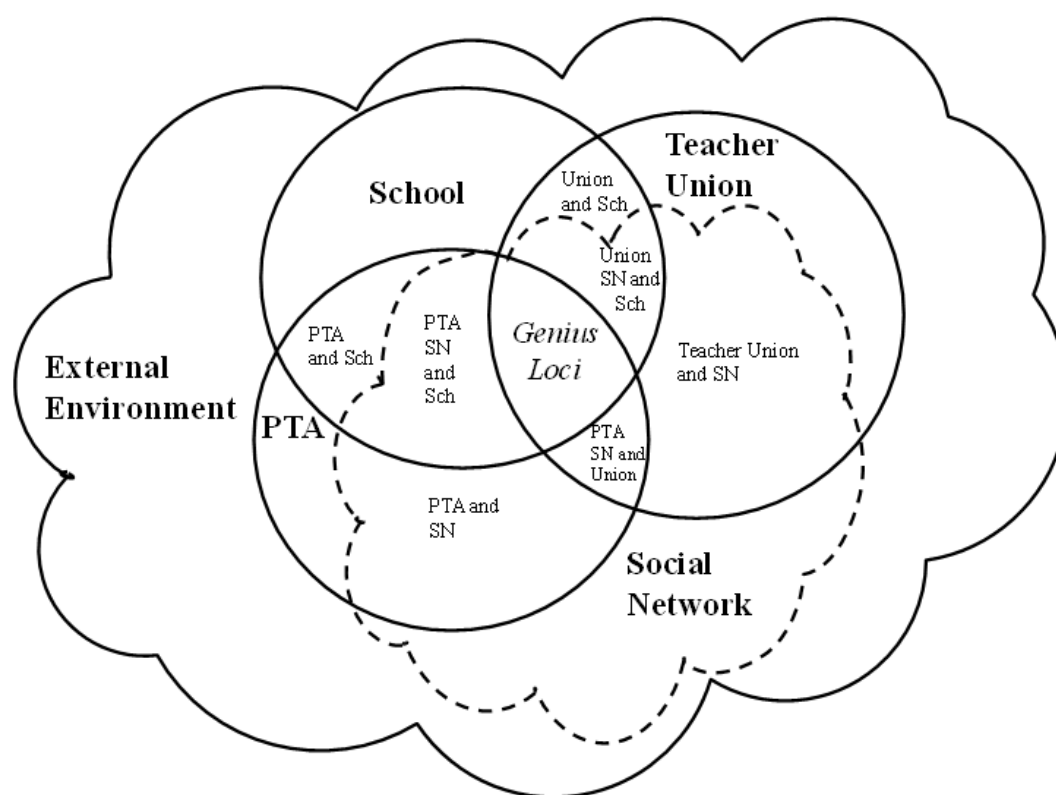 Teacher
Union
School
Union
and Sch
Union
SN and
Sch
PTA
SN
and
Sch
PTA
and Sch
Genius
Loci
Teacher Union
and SN
External
Environment
PTA
PTA
SN and
Union
PTA and
SN
Social
Network